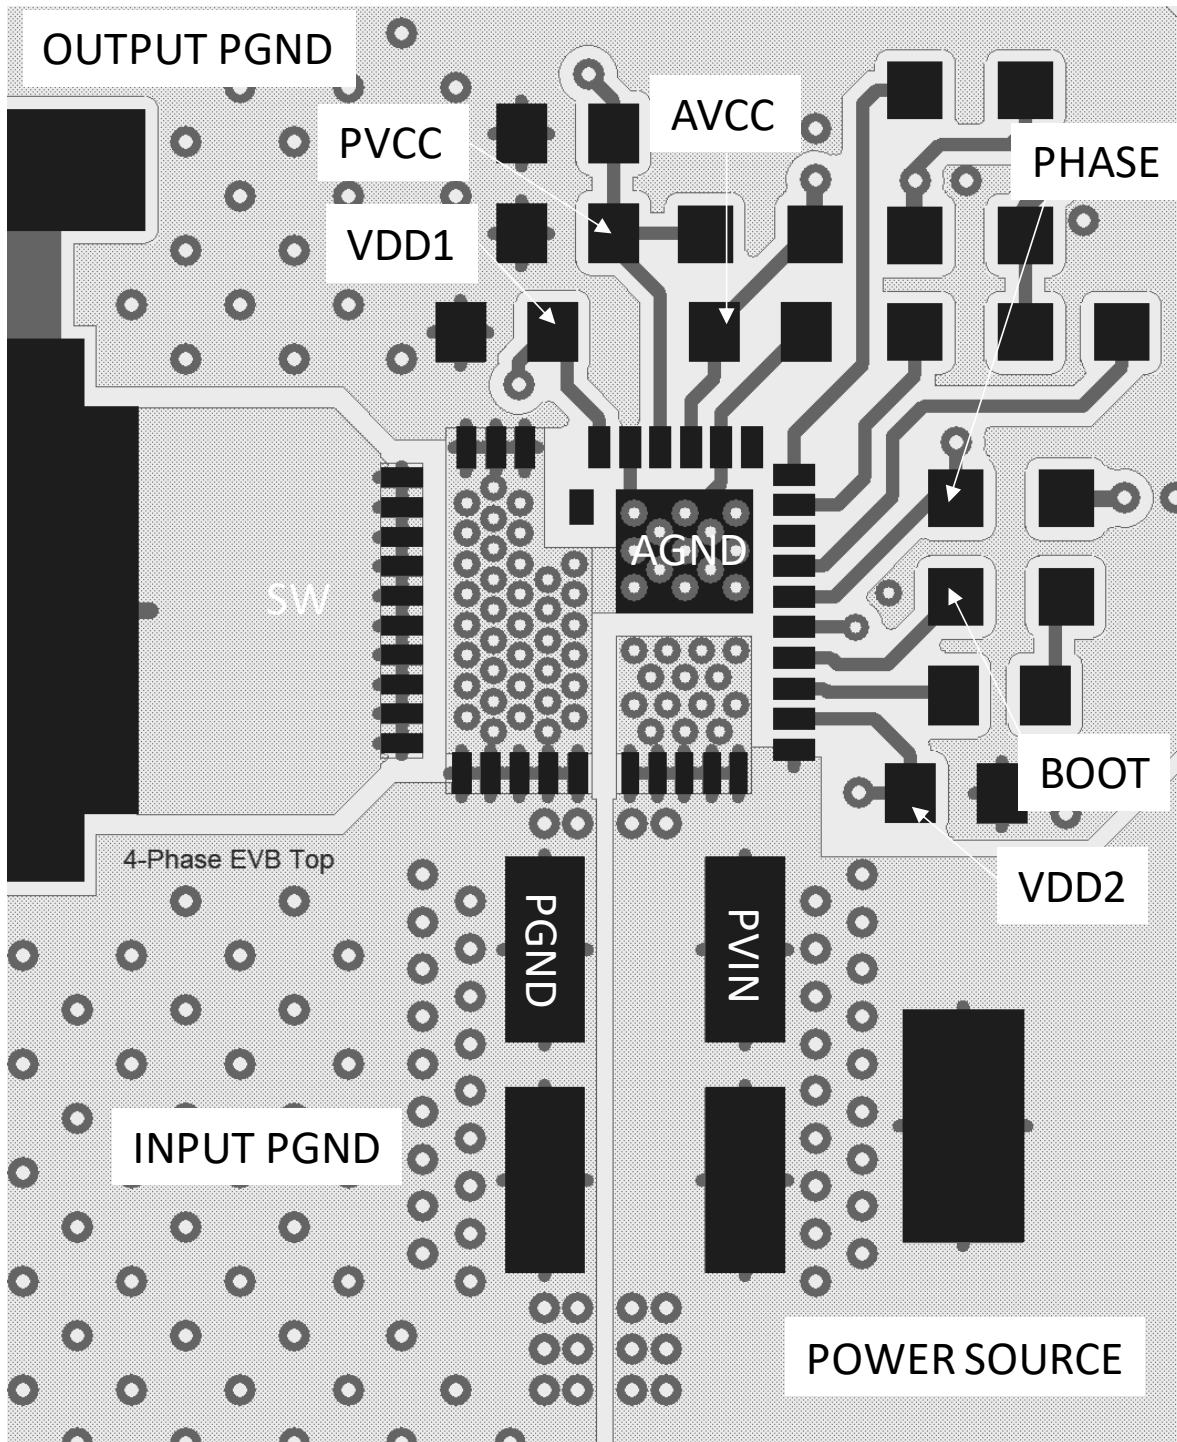 OUTPUT PGND
PVCC
AVCC
PHASE
VDD1
AGND
SW
BOOT
4-Phase EVB Top
VDD2
PGND
PVIN
INPUT PGND
POWER SOURCE